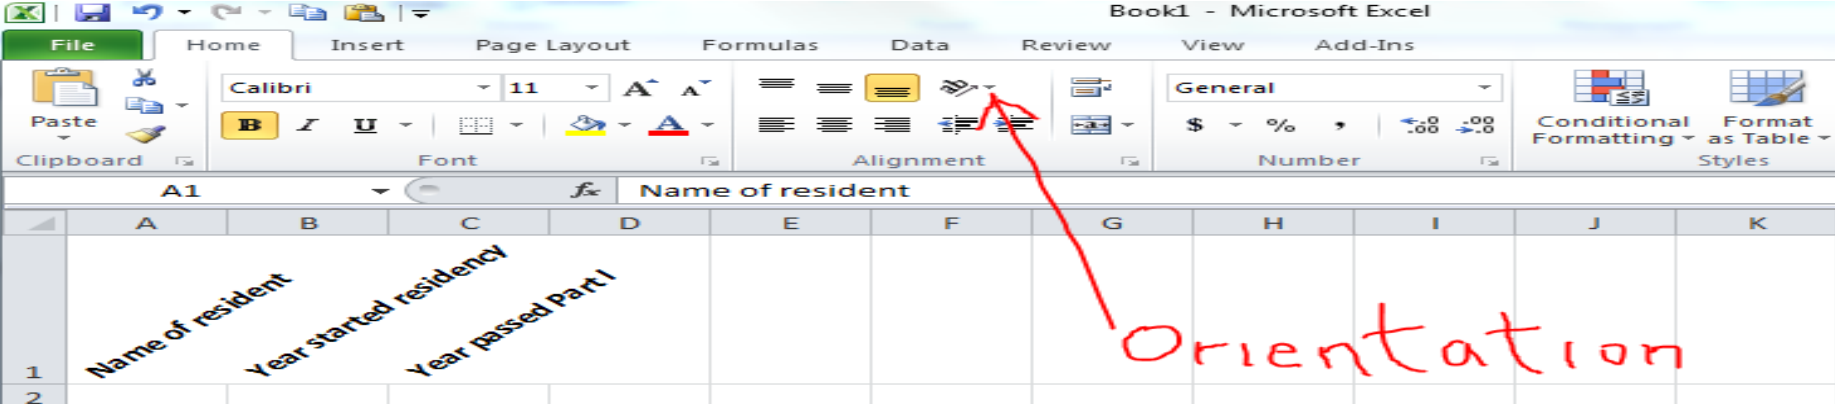 Book1 - Microsoft Excel
File Home Insert Page Layout Formulas Data Review View Add-Ins
Calibri 11 A A General
Paste B I U A $ % , .00 .00 Conditional Formatting Format as Table
Clipboard Font Alignment Number Styles
A1 fx Name of resident
A B C D E F G H I J K
Name of resident
Year started residency
Year passed Part I
1
Orientation
2